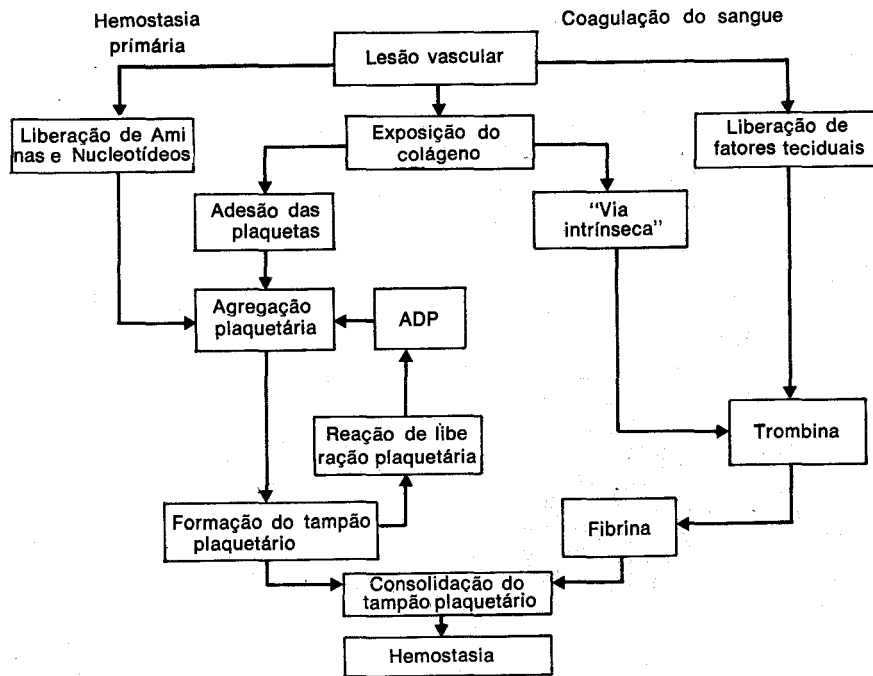 Hemostasia
primária
Coagulação do sangue
Lesão vascular
Liberação de Ami
nas e Nucleotídeos
Exposição do
colágeno
Liberação de
fatores teciduais
Adesão das
plaquetas
"Via
intrínseca"
Agregação
plaquetária
ADP
Reação de libe
ração plaquetária
Trombina
Formação do tampão
plaquetário
Fibrina
Consolidação do
tampão plaquetário
Hemostasia